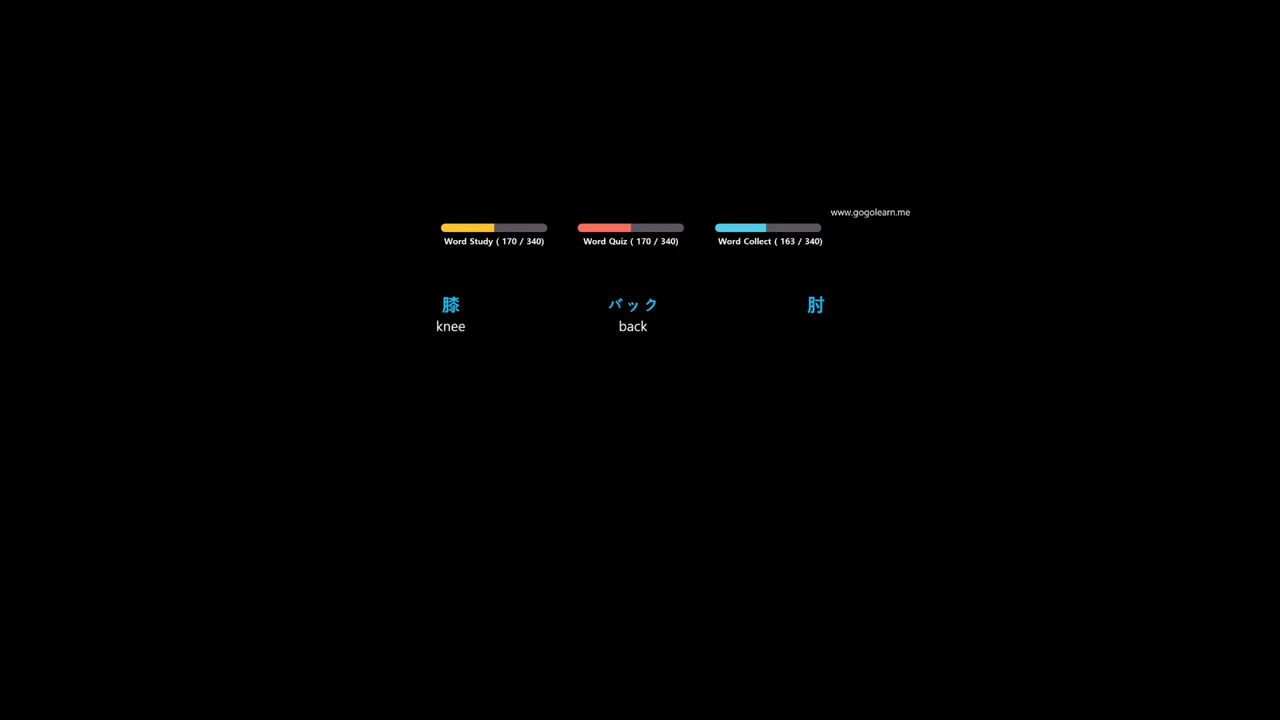 www.gogolearn.me
Word Study ( 170 / 340) Word Quiz ( 170 / 340) Word Collect ( 163 / 340)
膝 バック 肘
knee back